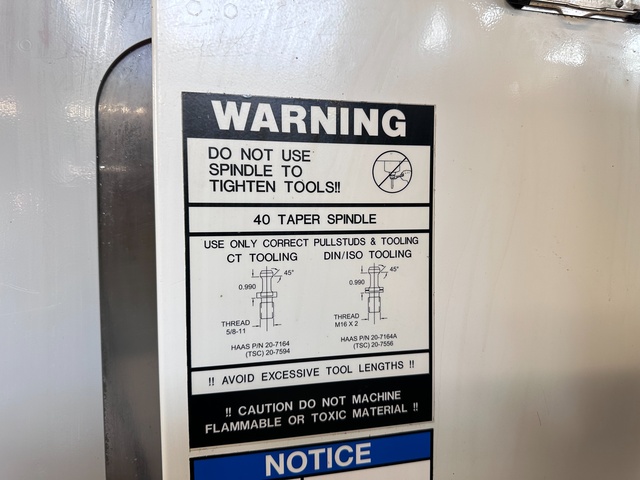 WARNING
DO NOT USE
SPINDLE TO
TIGHTEN TOOLS!!
40 TAPER SPINDLE
USE ONLY CORRECT PULLSTUDS & TOOLING
CT TOOLING
45°
0.990
THREAD
5/8-11
HAAS P/N 20-7164
(TSC) 20-7594
DIN/ISO TOOLING
45°
0.990
THREAD
M16 X 2
HAAS P/N 20-7164A
(TSC) 20-7556
!! AVOID EXCESSIVE TOOL LENGTHS !!
!! CAUTION DO NOT MACHINE
FLAMMABLE OR TOXIC MATERIAL !!
NOTICE